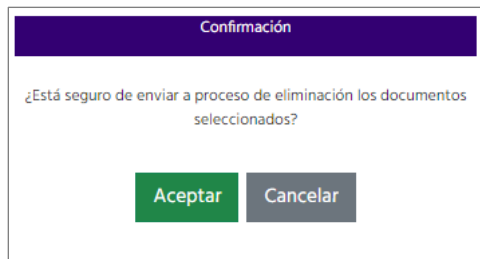 Confirmación
¿Está seguro de enviar a proceso de eliminación los documentos
seleccionados?
Aceptar
Cancelar